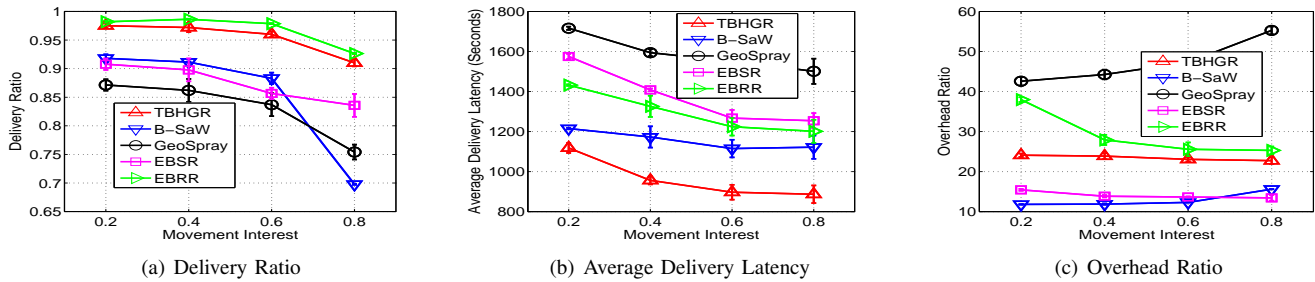 Delivery Ratio
1
0.95
0.9
0.85
0.8
0.75
0.7
0.65
TBHGR
B−SaW
GeoSpray
EBSR
EBRR
0.2 0.4 0.6 0.8
Movement Interest
(a) Delivery Ratio
Average Delivery Latency (Seconds)
1800
1600
1400
1200
1000
800
TBHGR
B−SaW
GeoSpray
EBSR
EBRR
0.2 0.4 0.6 0.8
Movement Interest
(b) Average Delivery Latency
Overhead Ratio
60
50
40
30
20
10
TBHGR
B−SaW
GeoSpray
EBSR
EBRR
0.2 0.4 0.6 0.8
Movement Interest
(c) Overhead Ratio